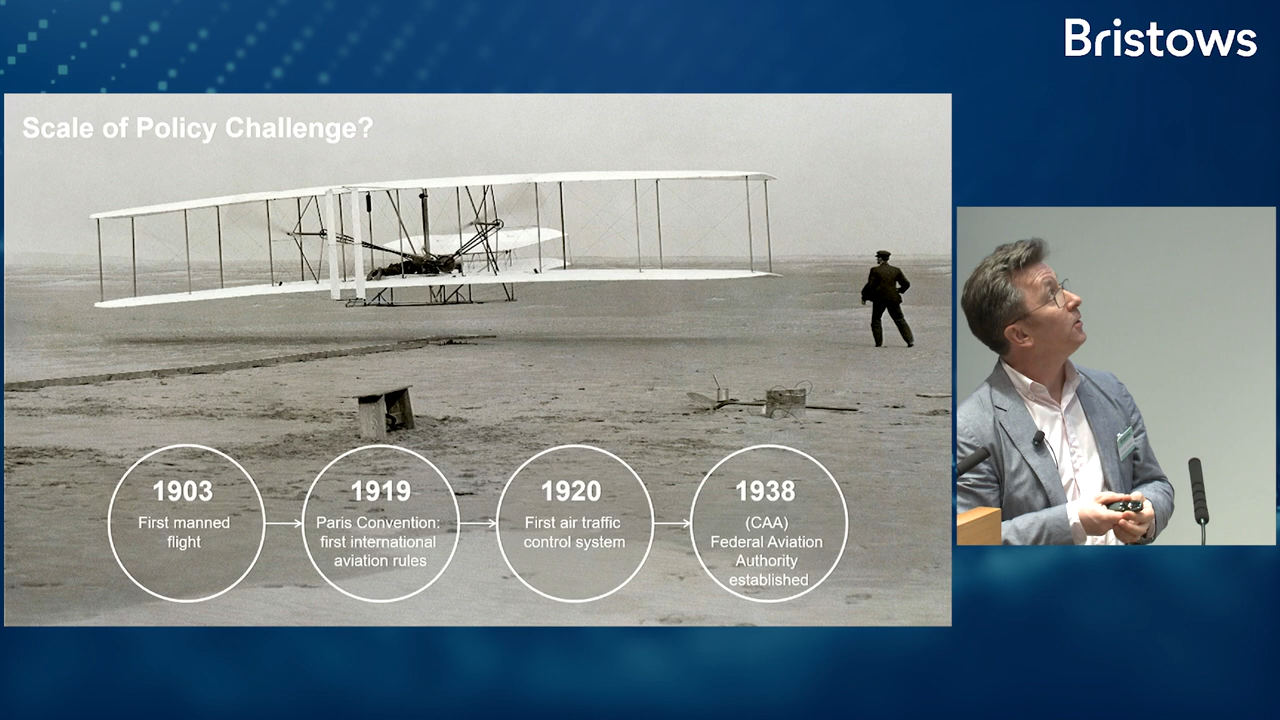 Bristows
Scale of Policy Challenge?
1903
First manned
flight
1919
Paris Convention:
first international
aviation rules
1920
First air traffic
control system
1938
(CAA)
Federal Aviation
Authority
established